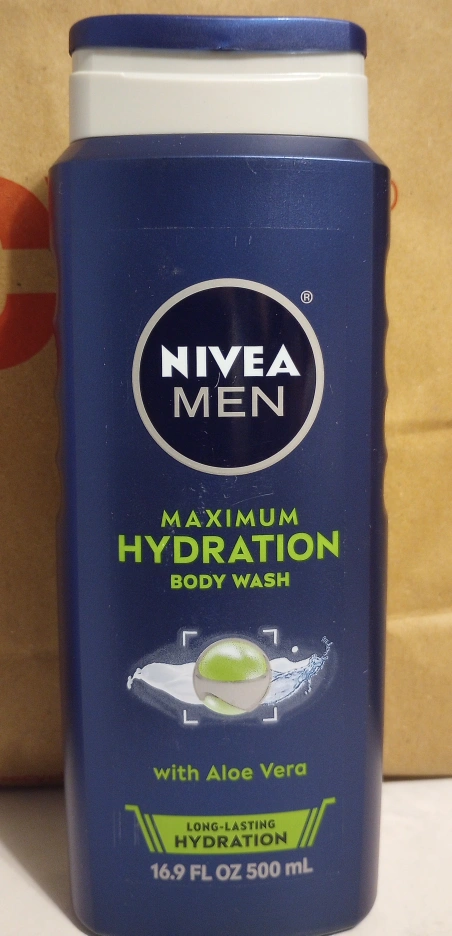 NIVEA
MEN
®
MAXIMUM
HYDRATION
BODY WASH
with Aloe Vera
LONG-LASTING
HYDRATION
16.9 FL OZ 500 mL